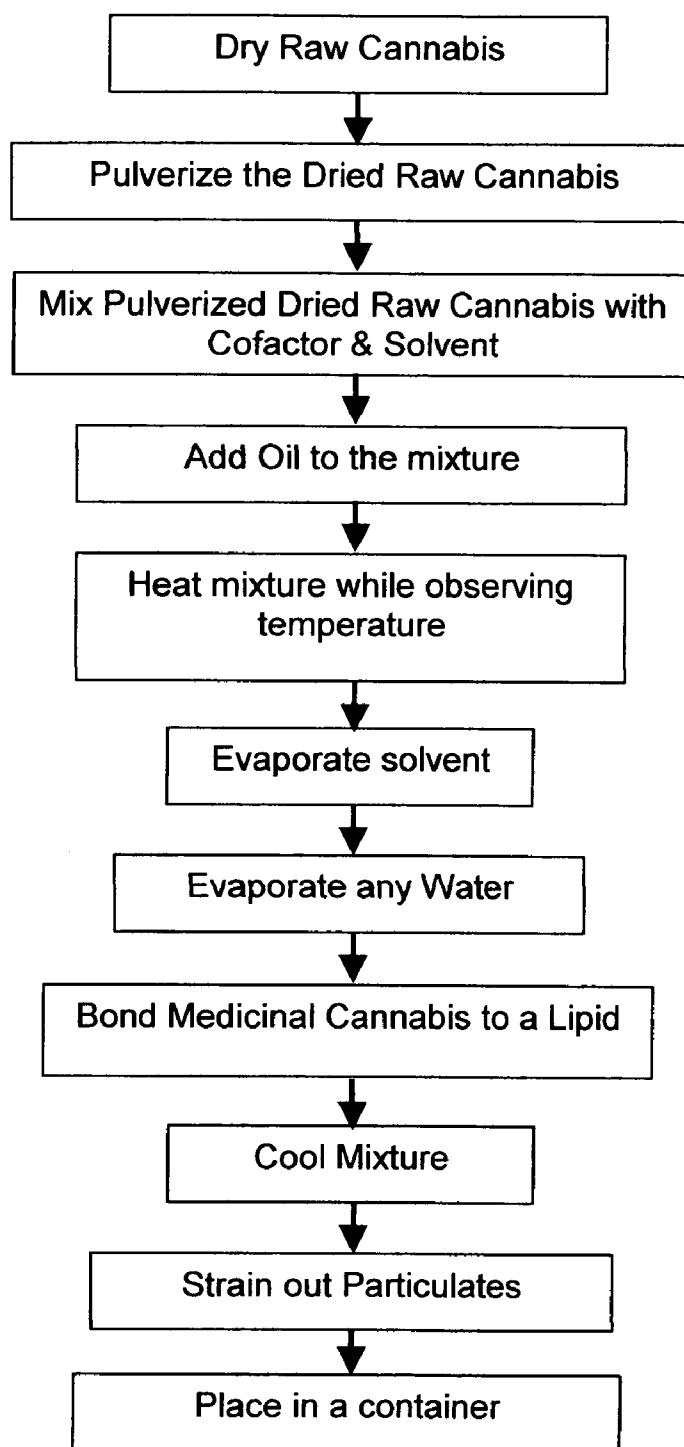 Dry Raw Cannabis
Pulverize the Dried Raw Cannabis
Mix Pulverized Dried Raw Cannabis with
Cofactor & Solvent
Add Oil to the mixture
Heat mixture while observing
temperature
Evaporate solvent
Evaporate any Water
Bond Medicinal Cannabis to a Lipid
Cool Mixture
Strain out Particulates
Place in a container